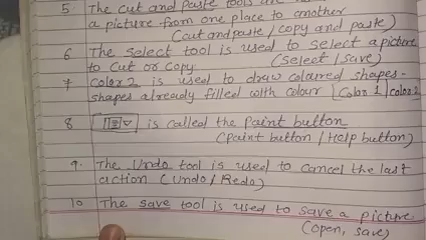 5. The cut and paste tools are
a picture from one place to another
(cut and paste / copy and paste)
6 The select tool is used to select a picture
to cut or copy. (select / save)
7 Color 2 is used to draw coloured shapes.
shapes already filled with colour (Color 1 / color 2
8 is called the Paint button
(Paint button / Help button)
9. The Undo tool is used to cancel the last
action (Undo / Redo)
10 The save tool is used to save a picture
(open, save)